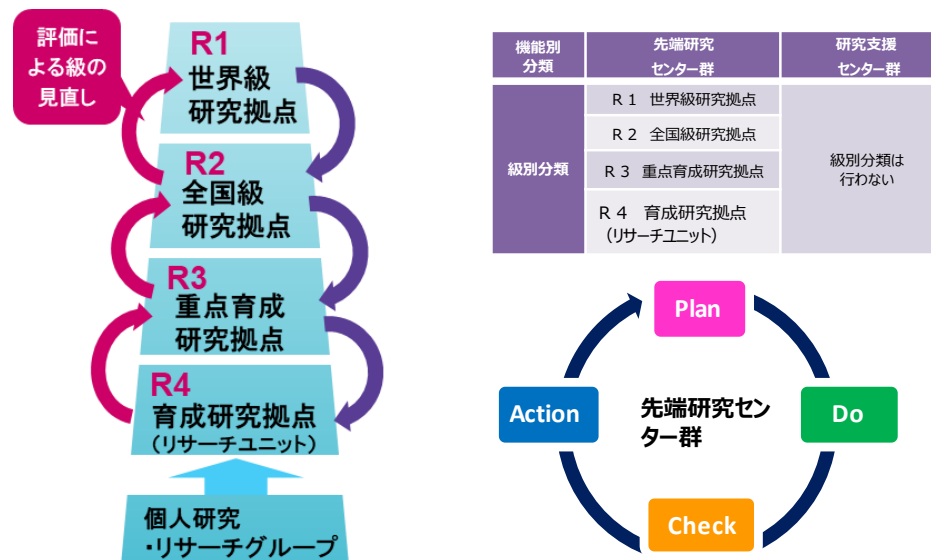 評価に
よる級の
見直し
R1
世界級
研究拠点
R2
全国級
研究拠点
R3
重点育成
研究拠点
R4
育成研究拠点
（リサーチユニット）
個人研究
・リサーチグループ
機能別
分類
先端研究
センター群
研究支援
センター群
級別分類
R 1 世界級研究拠点
R 2 全国級研究拠点
R 3 重点育成研究拠点
R 4 育成研究拠点
（リサーチユニット）
級別分類は
行わない
Plan
Action
先端研究セン
ター群
Do
Check